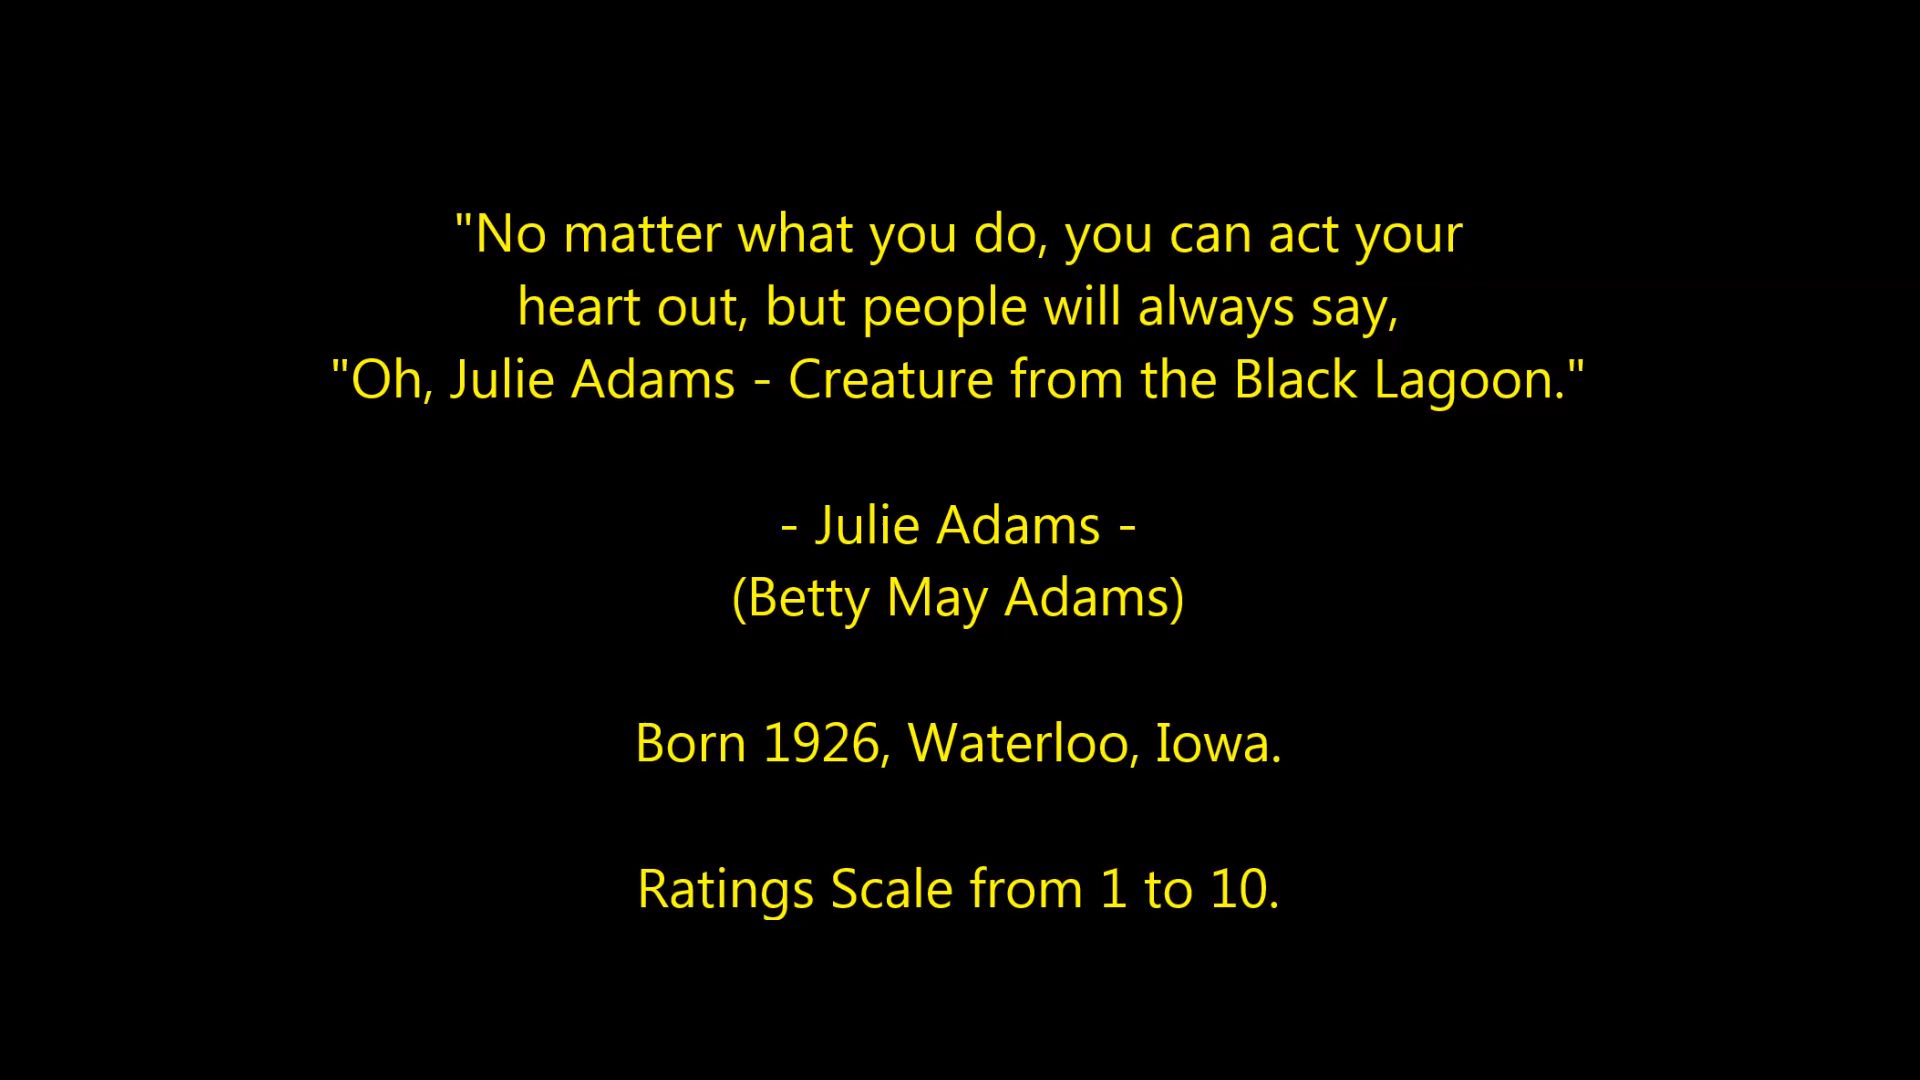 "No matter what you do, you can act your
heart out, but people will always say,
"Oh, Julie Adams - Creature from the Black Lagoon."
- Julie Adams -
(Betty May Adams)
Born 1926, Waterloo, Iowa.
Ratings Scale from 1 to 10.